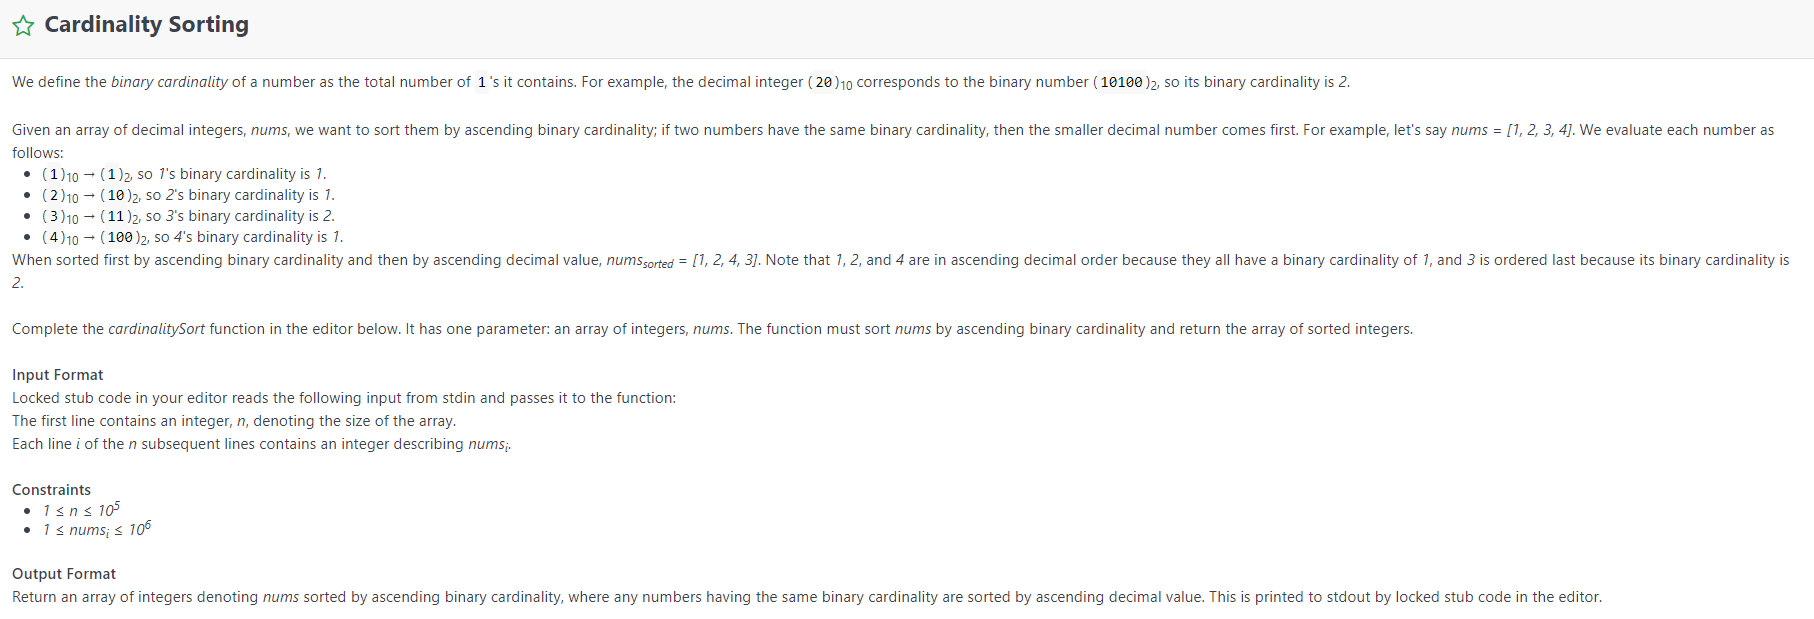 Cardinality Sorting
We define the binary cardinality of a number as the total number of 1's it contains. For example, the decimal integer (20)10 corresponds to the binary number (10100)2, so its binary cardinality is 2.
Given an array of decimal integers, nums, we want to sort them by ascending binary cardinality; if two numbers have the same binary cardinality, then the smaller decimal number comes first. For example, let's say nums = [1, 2, 3, 4]. We evaluate each number as
follows:
• (1)10 → (1)2, so 1's binary cardinality is 1.
• (2)10 → (10)2, so 2's binary cardinality is 1.
• (3)10 → (11)2, so 3's binary cardinality is 2.
• (4)10 → (100)2, so 4's binary cardinality is 1.
When sorted first by ascending binary cardinality and then by ascending decimal value, numssorted = [1, 2, 4, 3]. Note that 1, 2, and 4 are in ascending decimal order because they all have a binary cardinality of 1, and 3 is ordered last because its binary cardinality is
2.
Complete the cardinalitySort function in the editor below. It has one parameter: an array of integers, nums. The function must sort nums by ascending binary cardinality and return the array of sorted integers.
Input Format
Locked stub code in your editor reads the following input from stdin and passes it to the function:
The first line contains an integer, n, denoting the size of the array.
Each line i of the n subsequent lines contains an integer describing numsi.
Constraints
• 1 ≤ n ≤ 10^5
• 1 ≤ numsi ≤ 10^6
Output Format
Return an array of integers denoting nums sorted by ascending binary cardinality, where any numbers having the same binary cardinality are sorted by ascending decimal value. This is printed to stdout by locked stub code in the editor.